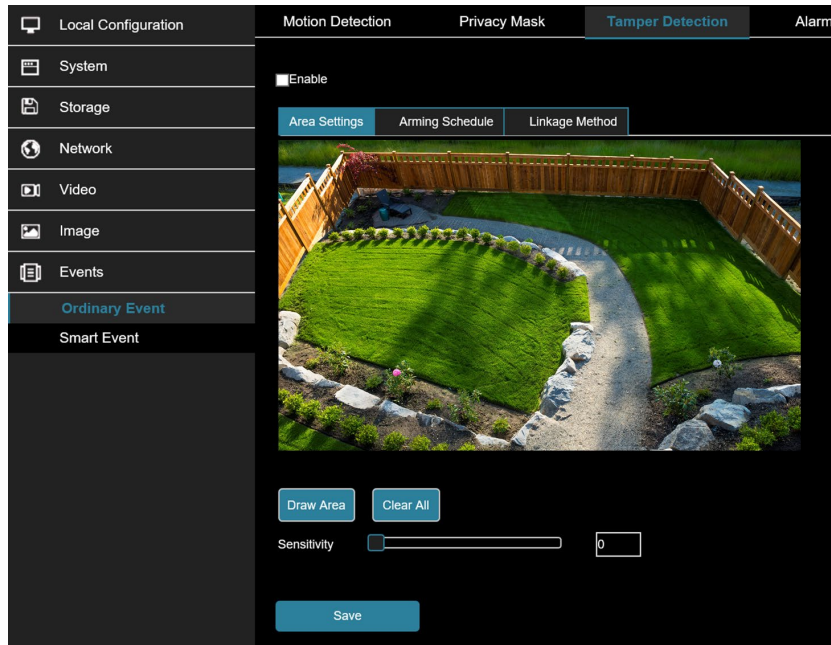 Local Configuration
System
Storage
Network
Video
Image
Events
Ordinary Event
Smart Event
Motion Detection Privacy Mask Tamper Detection Alarm
Enable
Area Settings Arming Schedule Linkage Method
Draw Area Clear All
Sensitivity 0
Save